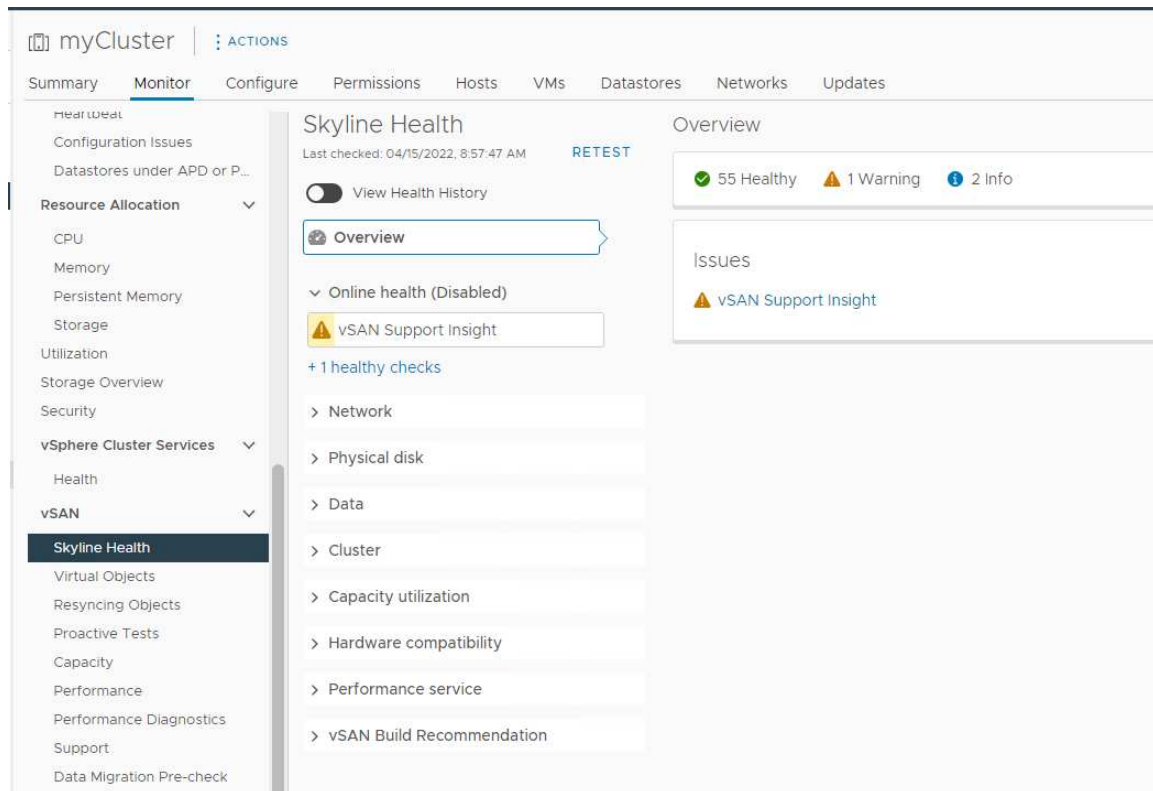 myCluster
ACTIONS
Summary Monitor Configure Permissions Hosts VMs Datastores Networks Updates
Heartbeat
Configuration Issues
Datastores under APD or P...
Resource Allocation
CPU
Memory
Persistent Memory
Storage
Utilization
Storage Overview
Security
vSphere Cluster Services
Health
vSAN
Skyline Health
Virtual Objects
Resyncing Objects
Proactive Tests
Capacity
Performance
Performance Diagnostics
Support
Data Migration Pre-check
Skyline Health
Last checked: 04/15/2022, 8:57:47 AM RETEST
View Health History
Overview
Online health (Disabled)
vSAN Support Insight
+ 1 healthy checks
Network
Physical disk
Data
Cluster
Capacity utilization
Hardware compatibility
Performance service
vSAN Build Recommendation
Overview
55 Healthy 1 Warning 2 Info
Issues
vSAN Support Insight